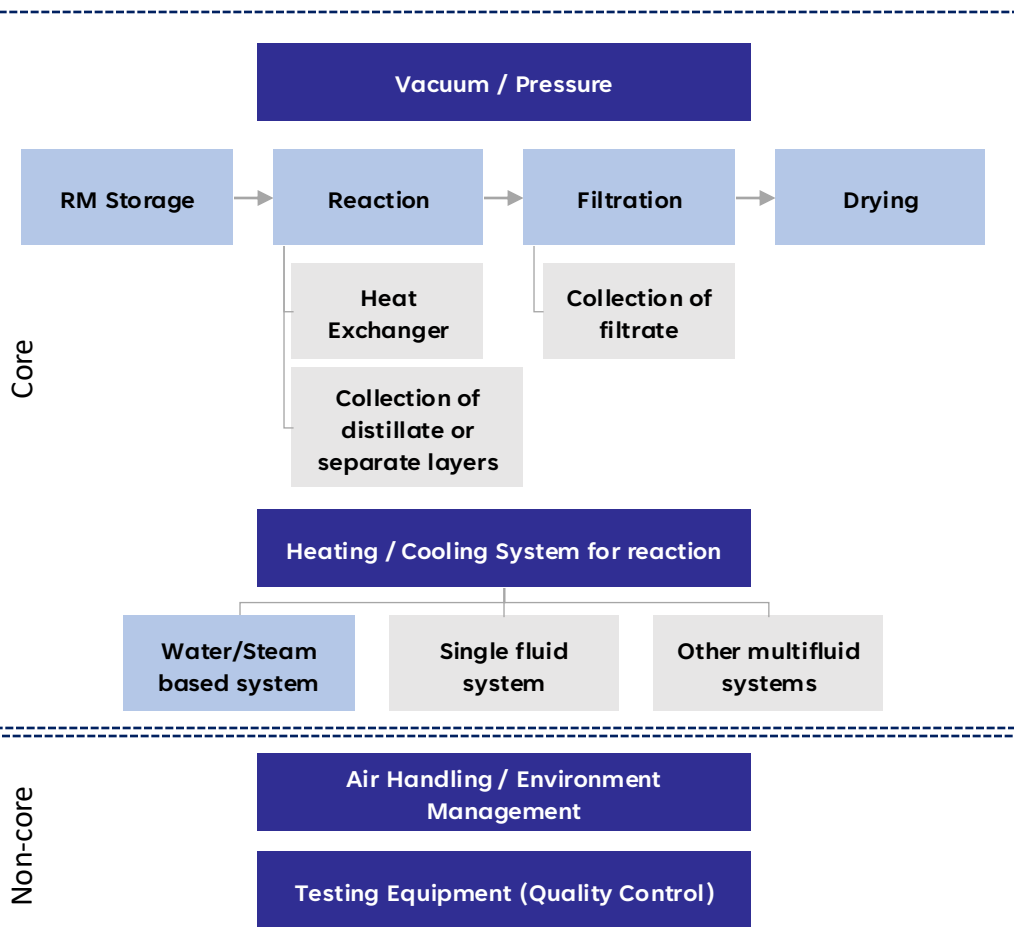 Vacuum / Pressure
RM Storage
Reaction
Filtration
Drying
Heat
Exchanger
Collection of
filtrate
Collection of
distillate or
separate layers
Core
Heating / Cooling System for reaction
Water/Steam
based system
Single fluid
system
Other multifluid
systems
Non-core
Air Handling / Environment
Management
Testing Equipment (Quality Control)